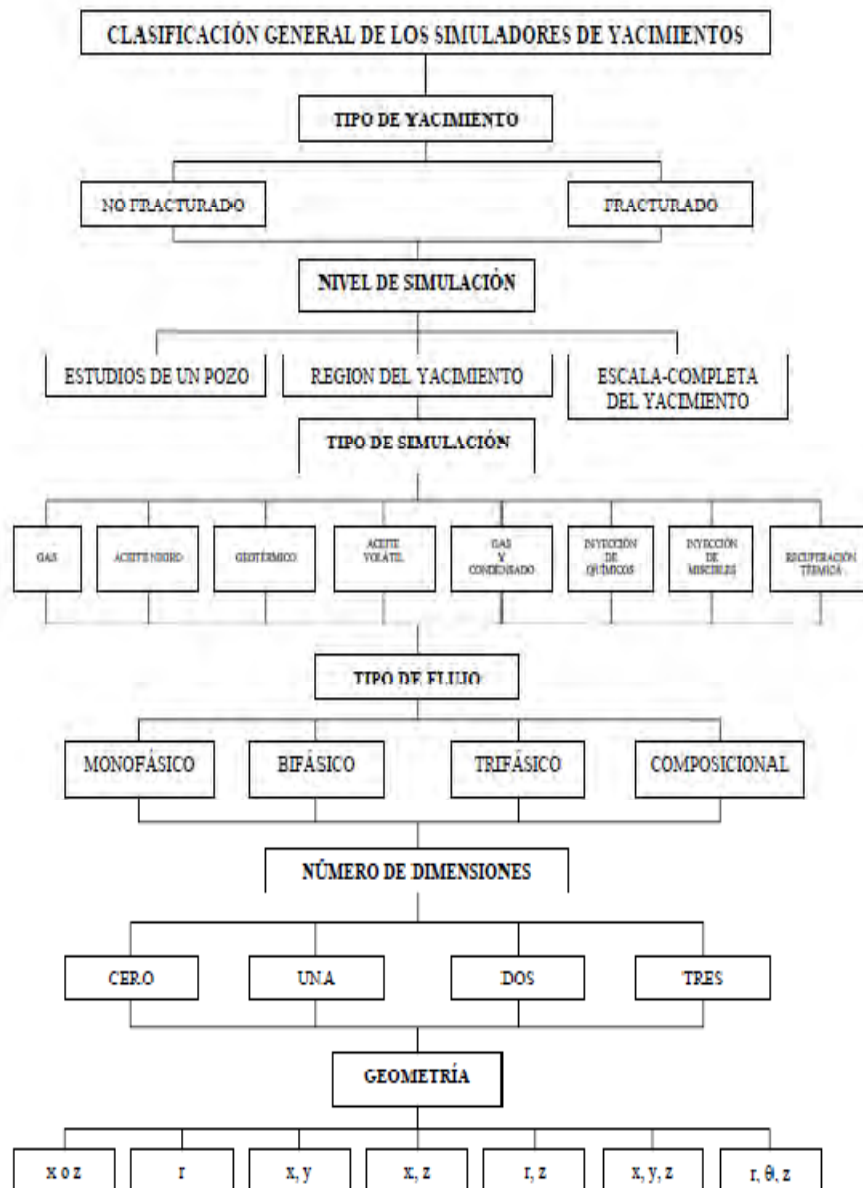 CLASIFICACIÓN GENERAL DE LOS SIMULADORES DE YACIMIENTOS
TIPO DE YACIMIENTO
NO FRACTURADO
FRACTURADO
NIVEL DE SIMULACIÓN
ESTUDIOS DE UN POZO
REGION DEL YACIMIENTO
ESCALA-COMPLETA
DEL YACIMIENTO
TIPO DE SIMULACIÓN
GAS
ACEITE NEGRO
GEOTÉRMICO
ACEITE
VOLÁTIL
GAS
Y
CONDENSADO
INYECCIÓN
DE
QUÍMICOS
INYECCIÓN
DE
MISCIBLES
RECUPERACIÓN
TÉRMICA
TIPO DE FLUJO
MONOFÁSICO
BIFÁSICO
TRIFÁSICO
COMPOSICIONAL
NÚMERO DE DIMENSIONES
CERO
UNA
DOS
TRES
GEOMETRÍA
x o z
r
x, y
x, z
r, z
x, y, z
r, θ, z